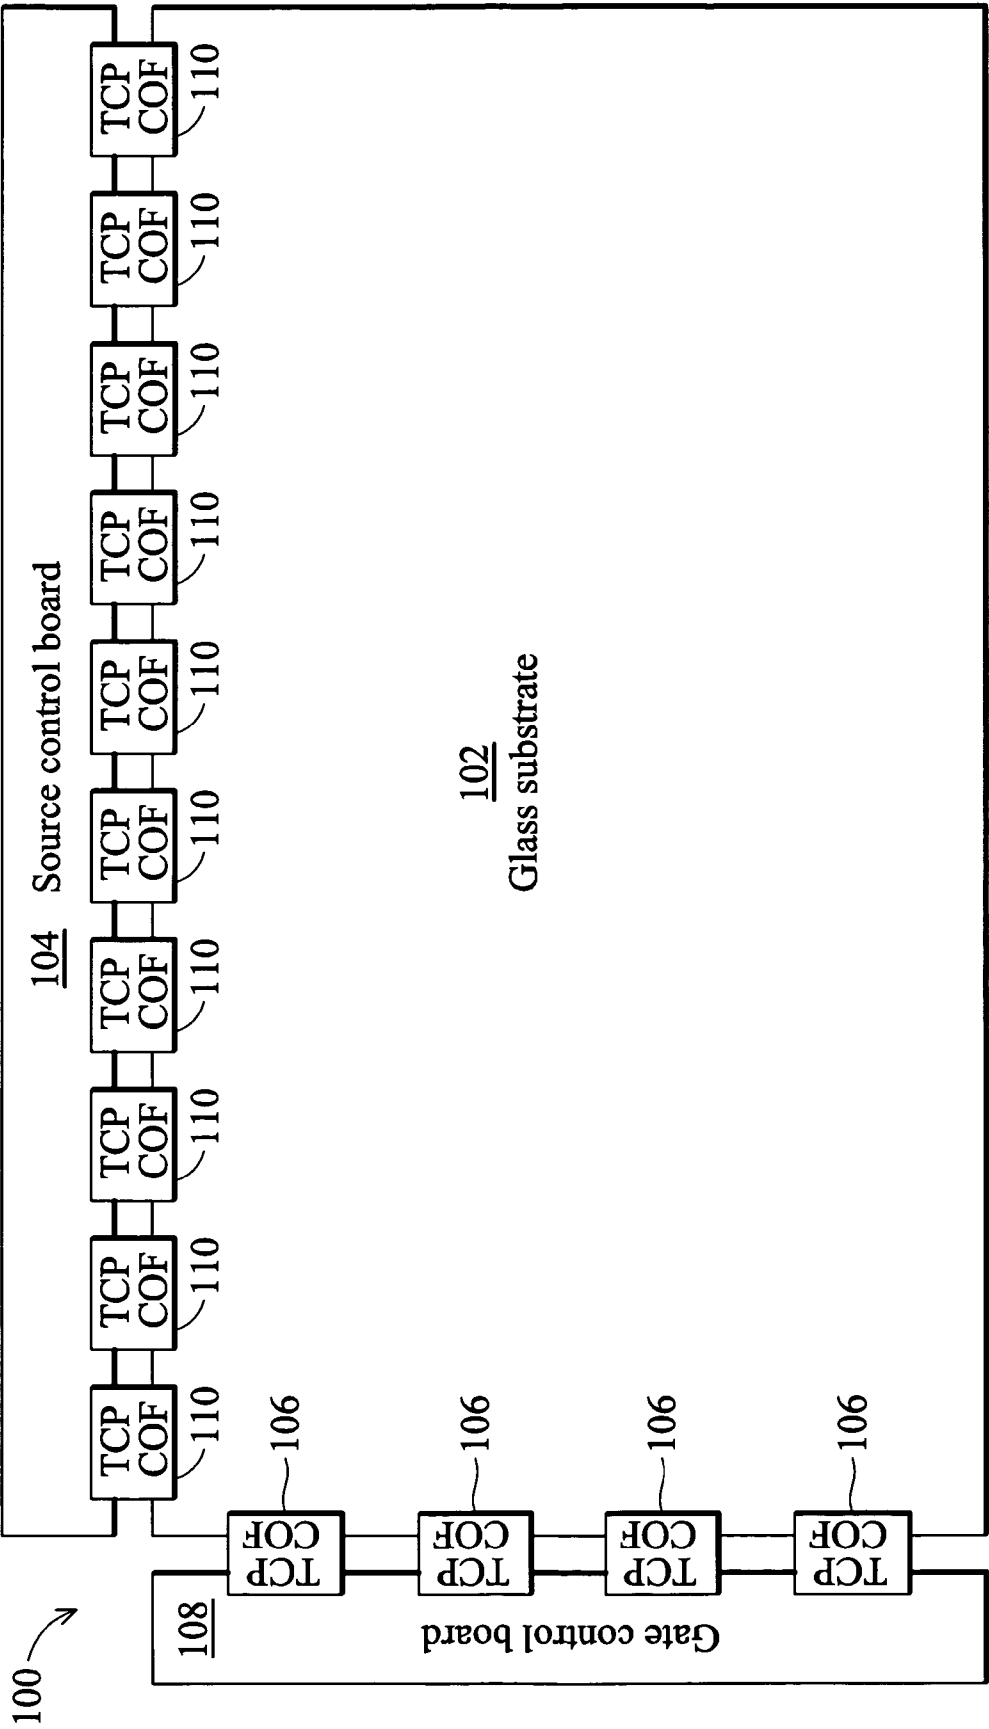 100
104 Source control board
TCP
COF
110
TCP
COF
110
TCP
COF
110
TCP
COF
110
TCP
COF
110
TCP
COF
110
TCP
COF
110
TCP
COF
110
TCP
COF
110
TCP
COF
110
108
Gate control board
TCP
COF
106
TCP
COF
106
TCP
COF
106
TCP
COF
106
102
Glass substrate